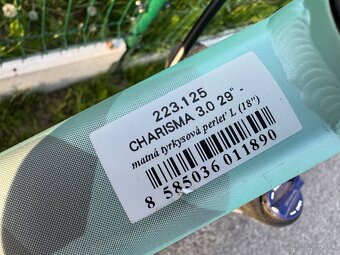 223.125
CHARISMA 3.0 29" -
matná tyrkysová perleť L (18")
8 585036 011890